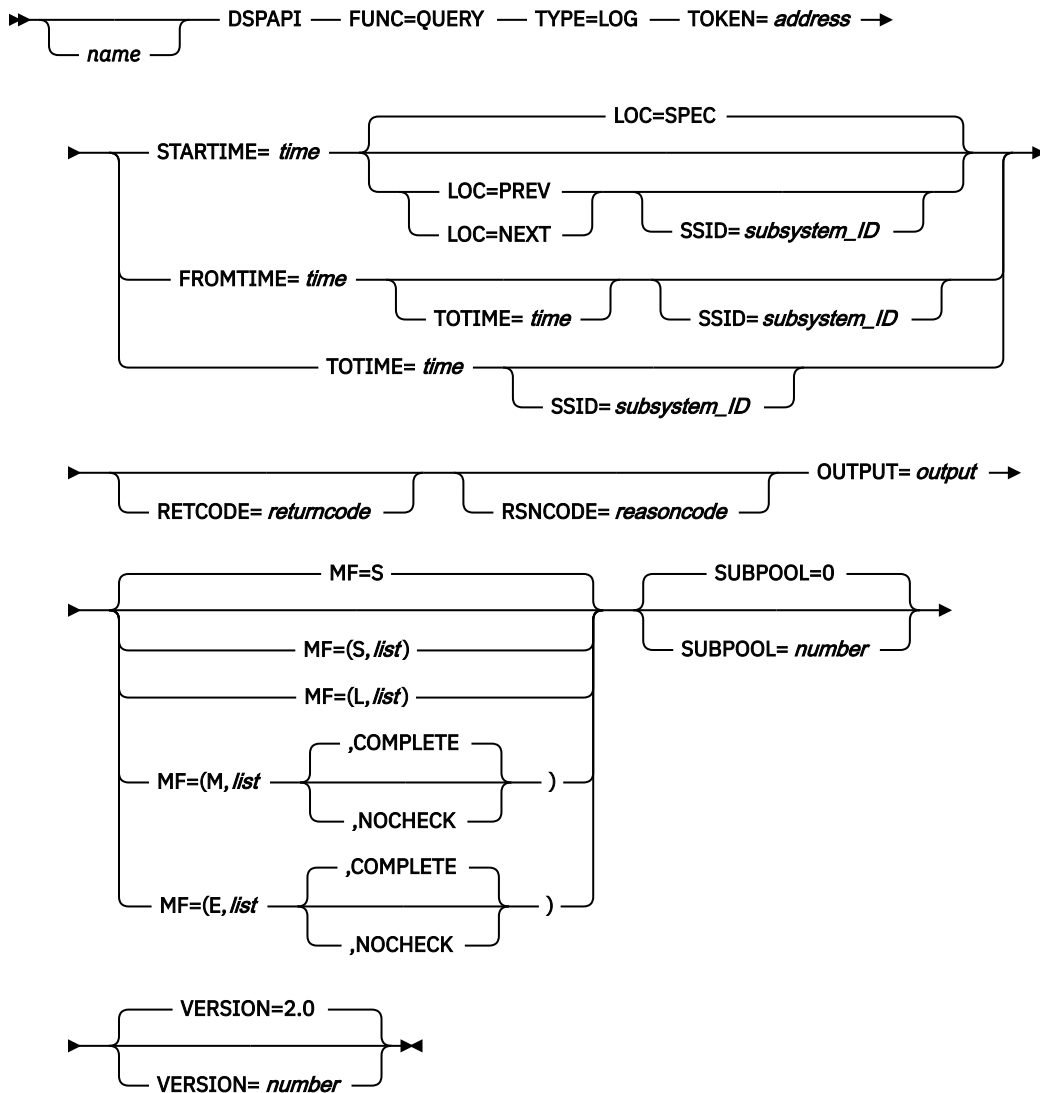 DSPAPI FUNC=QUERY TYPE=LOG TOKEN= address
name
LOC=SPEC
STARTIME= time
LOC=PREV
LOC=NEXT
SSID= subsystem_ID
FROMTIME= time
TOTIME= time
SSID= subsystem_ID
TOTIME= time
SSID= subsystem_ID
OUTPUT= output
RETCODE= returncode
RSNCODE= reasoncode
MF=S
SUBPOOL=0
MF=(S,list)
SUBPOOL= number
MF=(L,list)
,COMPLETE
MF=(M,list )
,NOCHECK
,COMPLETE
MF=(E,list )
,NOCHECK
VERSION=2.0
VERSION= number